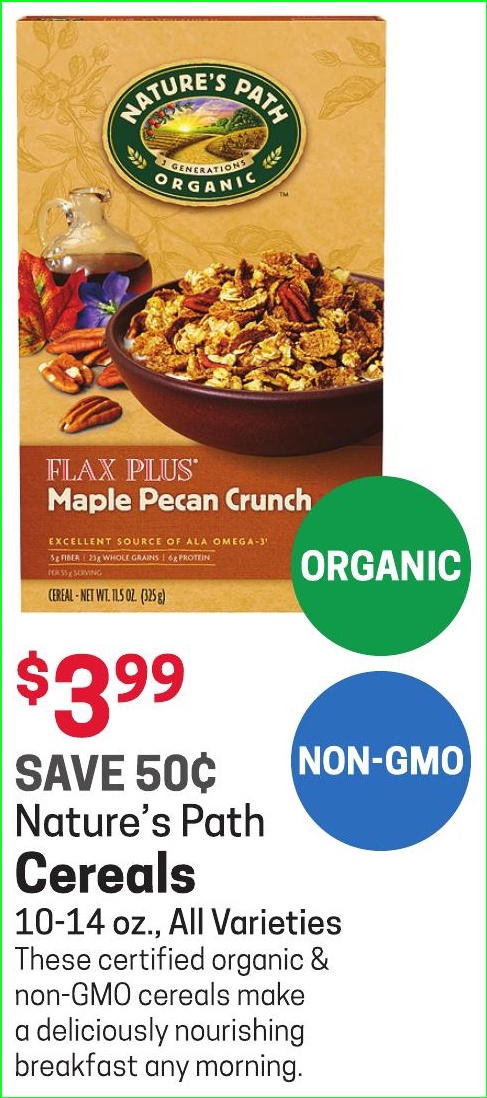 NATURE'S PATH
3 GENERATIONS
ORGANIC
™
FLAX PLUS®
Maple Pecan Crunch
EXCELLENT SOURCE OF ALA OMEGA-3†
5g FIBER | 23g WHOLE GRAINS | 6g PROTEIN
PER 55g SERVING
CEREAL - NET WT. 11.5 OZ. (325g)
ORGANIC
NON-GMO
$3.99
SAVE 50¢
Nature's Path
Cereals
10-14 oz., All Varieties
These certified organic &
non-GMO cereals make
a deliciously nourishing
breakfast any morning.